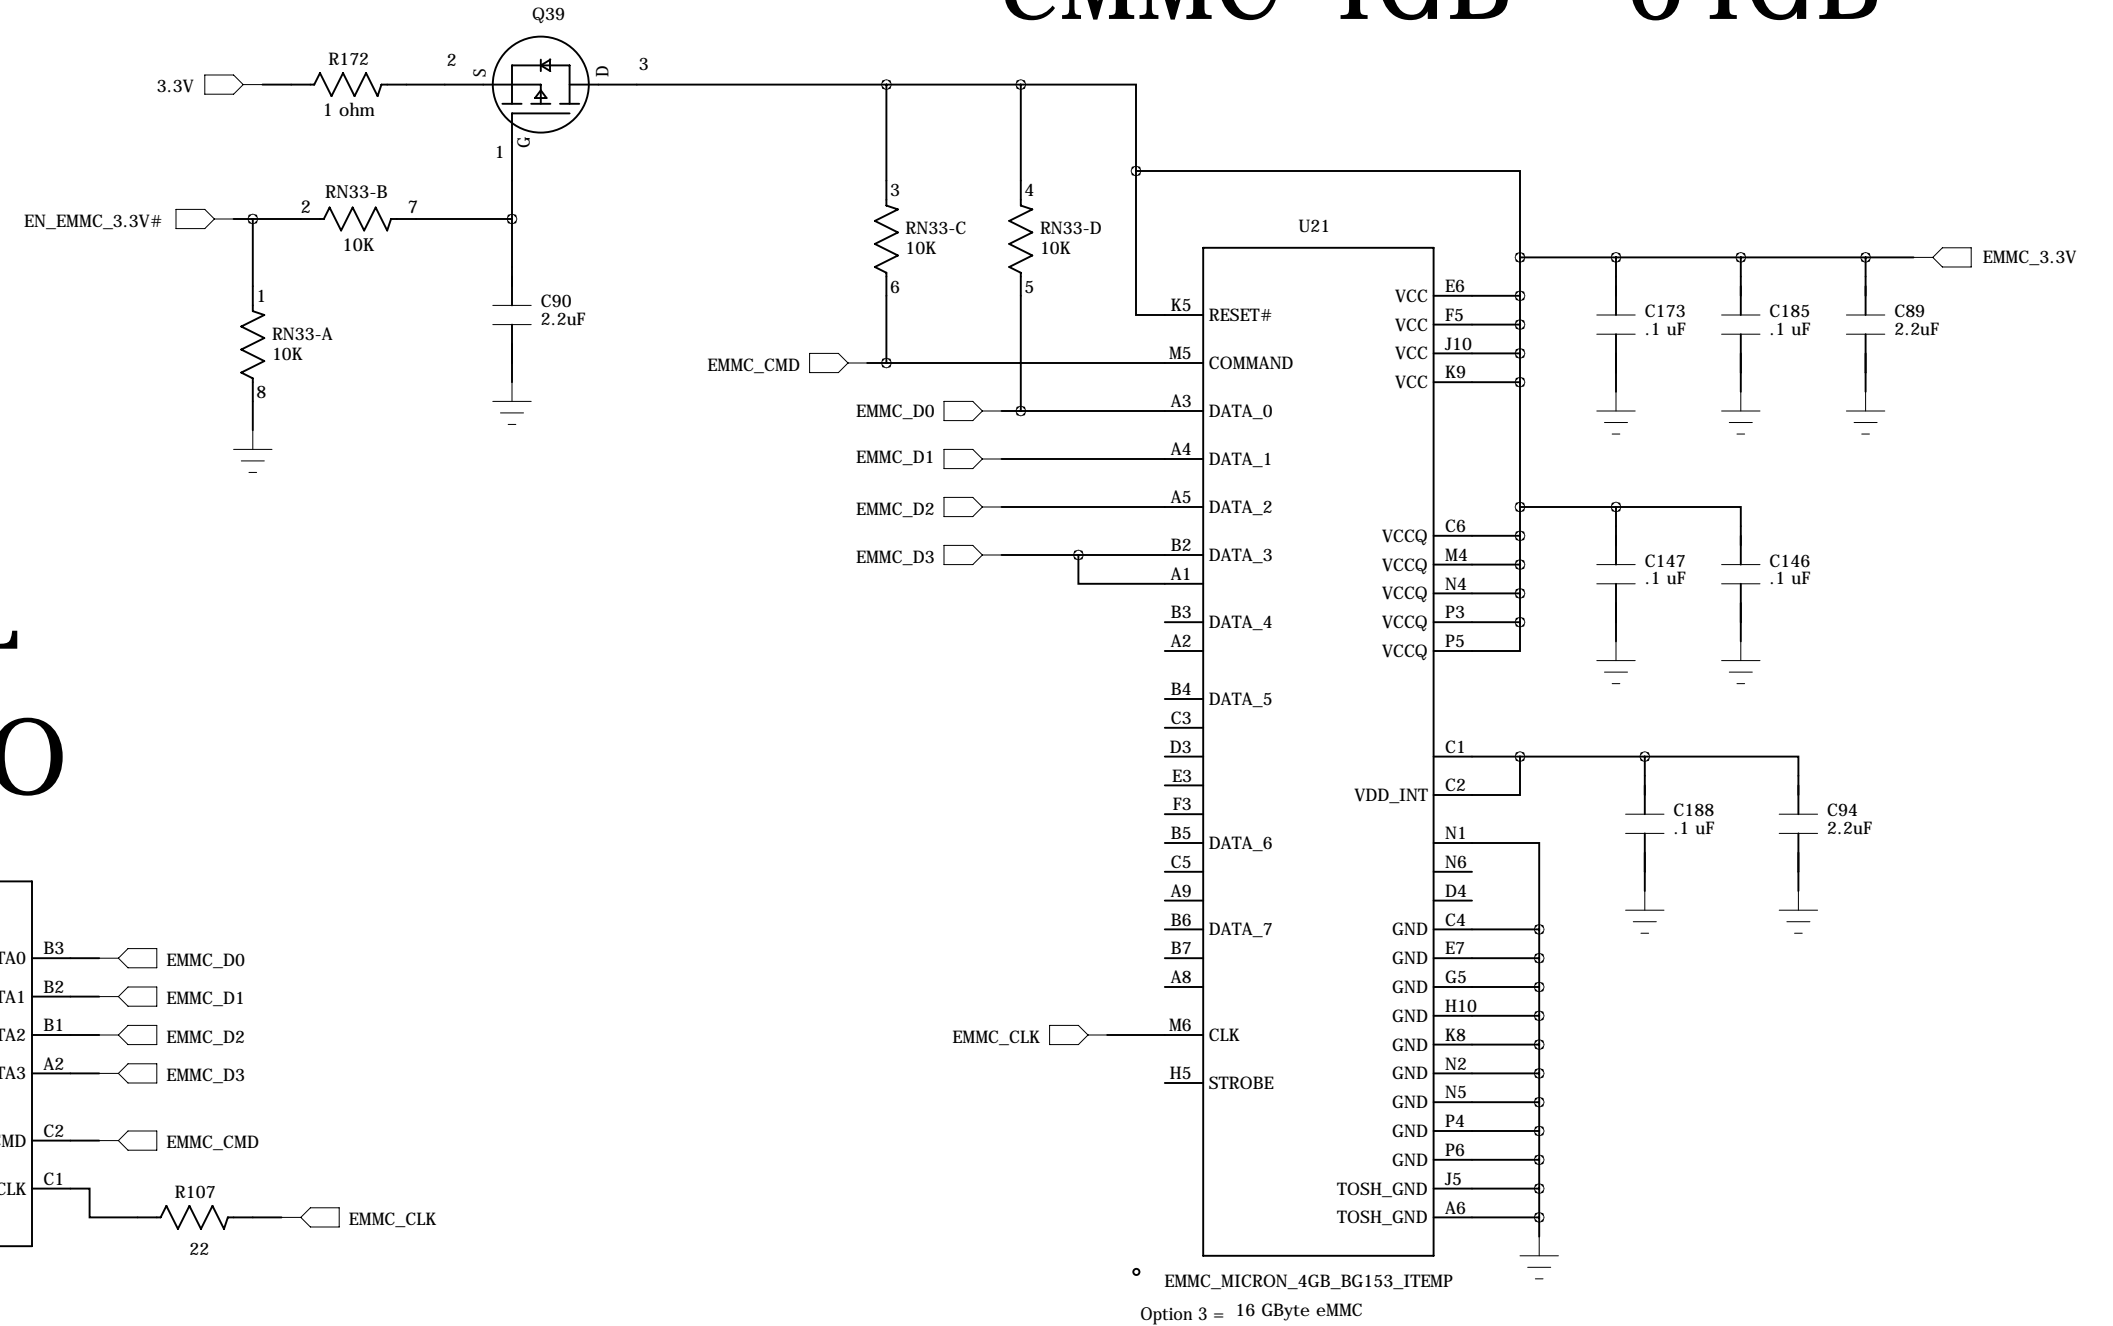 Q39
R172
3.3V
1 ohm
2
S
D
3
G
1
EN_EMMC_3.3V#
2
RN33-B
7
10K
1
RN33-A
10K
8
C90
2.2uF
3
RN33-C
10K
6
4
RN33-D
10K
5
U21
EMMC_3.3V
C173
.1 uF
C185
.1 uF
C89
2.2uF
K5
RESET#
EMMC_CMD
M5
COMMAND
EMMC_D0
A3
DATA_0
EMMC_D1
A4
DATA_1
EMMC_D2
A5
DATA_2
EMMC_D3
B2
DATA_3
A1
B3
DATA_4
A2
B4
DATA_5
C3
D3
E3
F3
B5
DATA_6
C5
A9
B6
DATA_7
B7
A8
EMMC_CLK
M6
CLK
H5
STROBE
VCC E6
VCC F5
VCC J10
VCC K9
VCCQ C6
VCCQ M4
VCCQ N4
VCCQ P3
VCCQ P5
C147
.1 uF
C146
.1 uF
C1
VDD_INT C2
C188
.1 uF
C94
2.2uF
N1
N6
D4
GND C4
GND E7
GND G5
GND H10
GND K8
GND N2
GND N5
GND P4
GND P6
TOSH_GND J5
TOSH_GND A6
O
TA0 B3 EMMC_D0
TA1 B2 EMMC_D1
TA2 B1 EMMC_D2
TA3 A2 EMMC_D3
MD C2 EMMC_CMD
CLK C1
R107
22
EMMC_CLK
EMMC_MICRON_4GB_BG153_ITEMP
Option 3 = 16 GByte eMMC